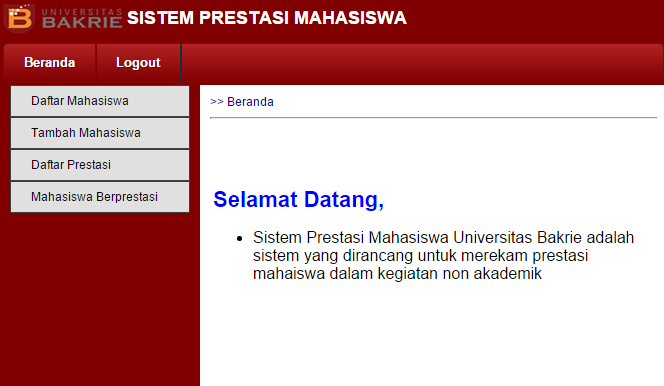 UNIVERSITAS
BAKRIE
SISTEM PRESTASI MAHASISWA
Beranda
Logout
Daftar Mahasiswa
Tambah Mahasiswa
Daftar Prestasi
Mahasiswa Berprestasi
>> Beranda
Selamat Datang,
• Sistem Prestasi Mahasiswa Universitas Bakrie adalah
sistem yang dirancang untuk merekam prestasi
mahaiswa dalam kegiatan non akademik